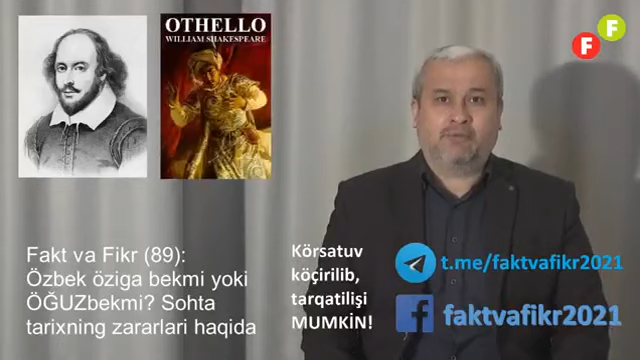 OTHELLO
WILLIAM SHAKESPEARE
F
F
Fakt va Fikr (89):
Özbek öziga bekmi yoki
ÖĞUZbekmi? Sohta
tarixning zararlari haqida
Körsatuv
köçirilib,
tarqatilişi
MUMKİN!
t.me/faktvafikr2021
faktvafikr2021